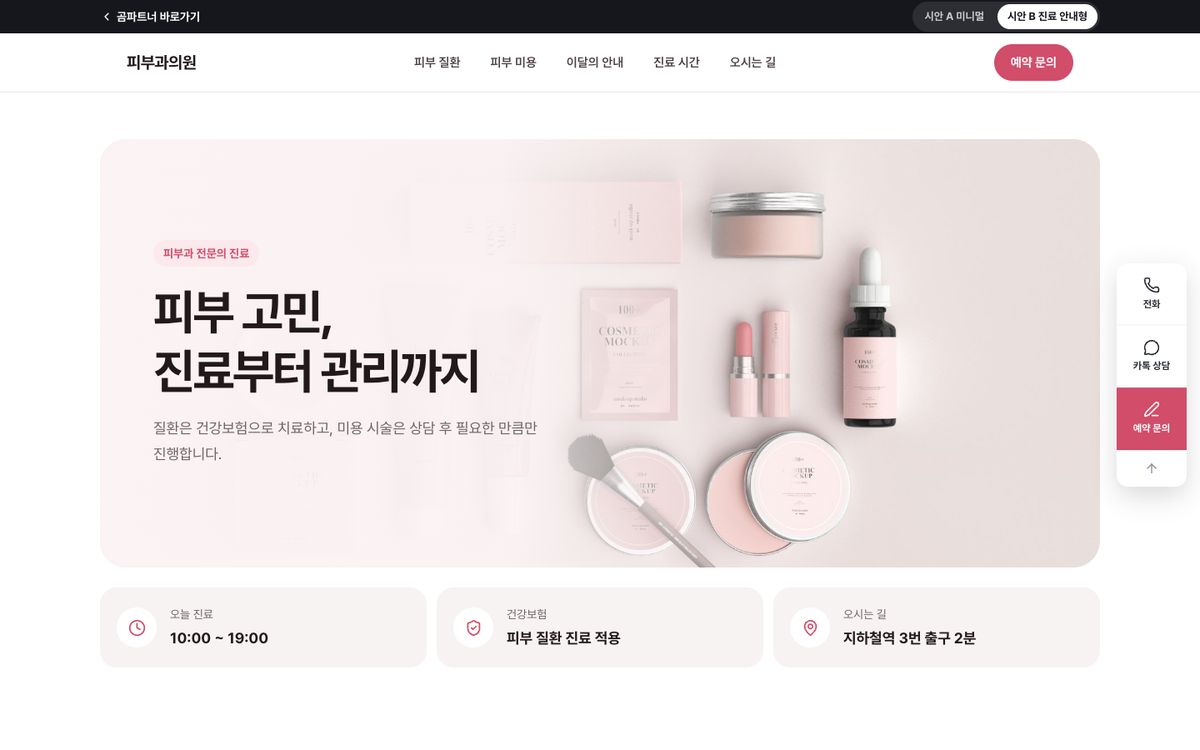 곰파트너 바로가기
시안 A 미니멀
시안 B 진료 안내형
피부과의원
피부 질환
피부 미용
이달의 안내
진료 시간
오시는 길
예약 문의
피부과 전문의 진료
피부 고민,
진료부터 관리까지
질환은 건강보험으로 치료하고, 미용 시술은 상담 후 필요한 만큼만
진행합니다.
COSMETIC
MOCKUP
전화
카톡 상담
예약 문의
오늘 진료
10:00 ~ 19:00
건강보험
피부 질환 진료 적용
오시는 길
지하철역 3번 출구 2분